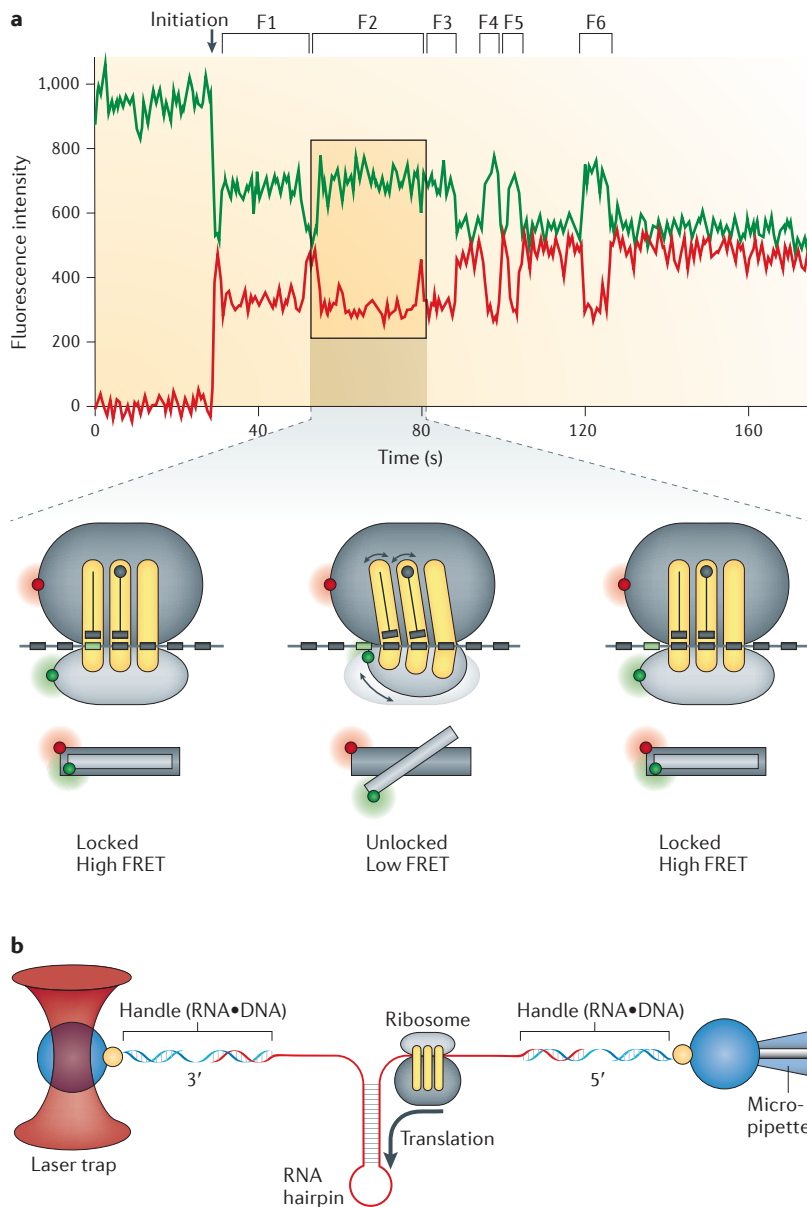 a
Initiation
F1
F2
F3
F4
F5
F6
Fluorescence intensity
1,000
800
600
400
200
0
0
40
80
120
160
Time (s)
Locked
High FRET
Unlocked
Low FRET
Locked
High FRET
b
Handle (RNA•DNA)
Ribosome
Handle (RNA•DNA)
3′
5′
Laser trap
Translation
RNA
hairpin
Micro-
pipette